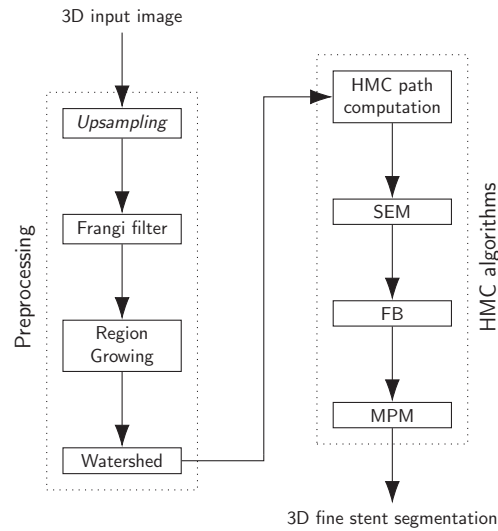 3D input image
Preprocessing
Upsampling
Frangi filter
Region
Growing
Watershed
HMC path
computation
SEM
FB
MPM
HMC algorithms
3D fine stent segmentation